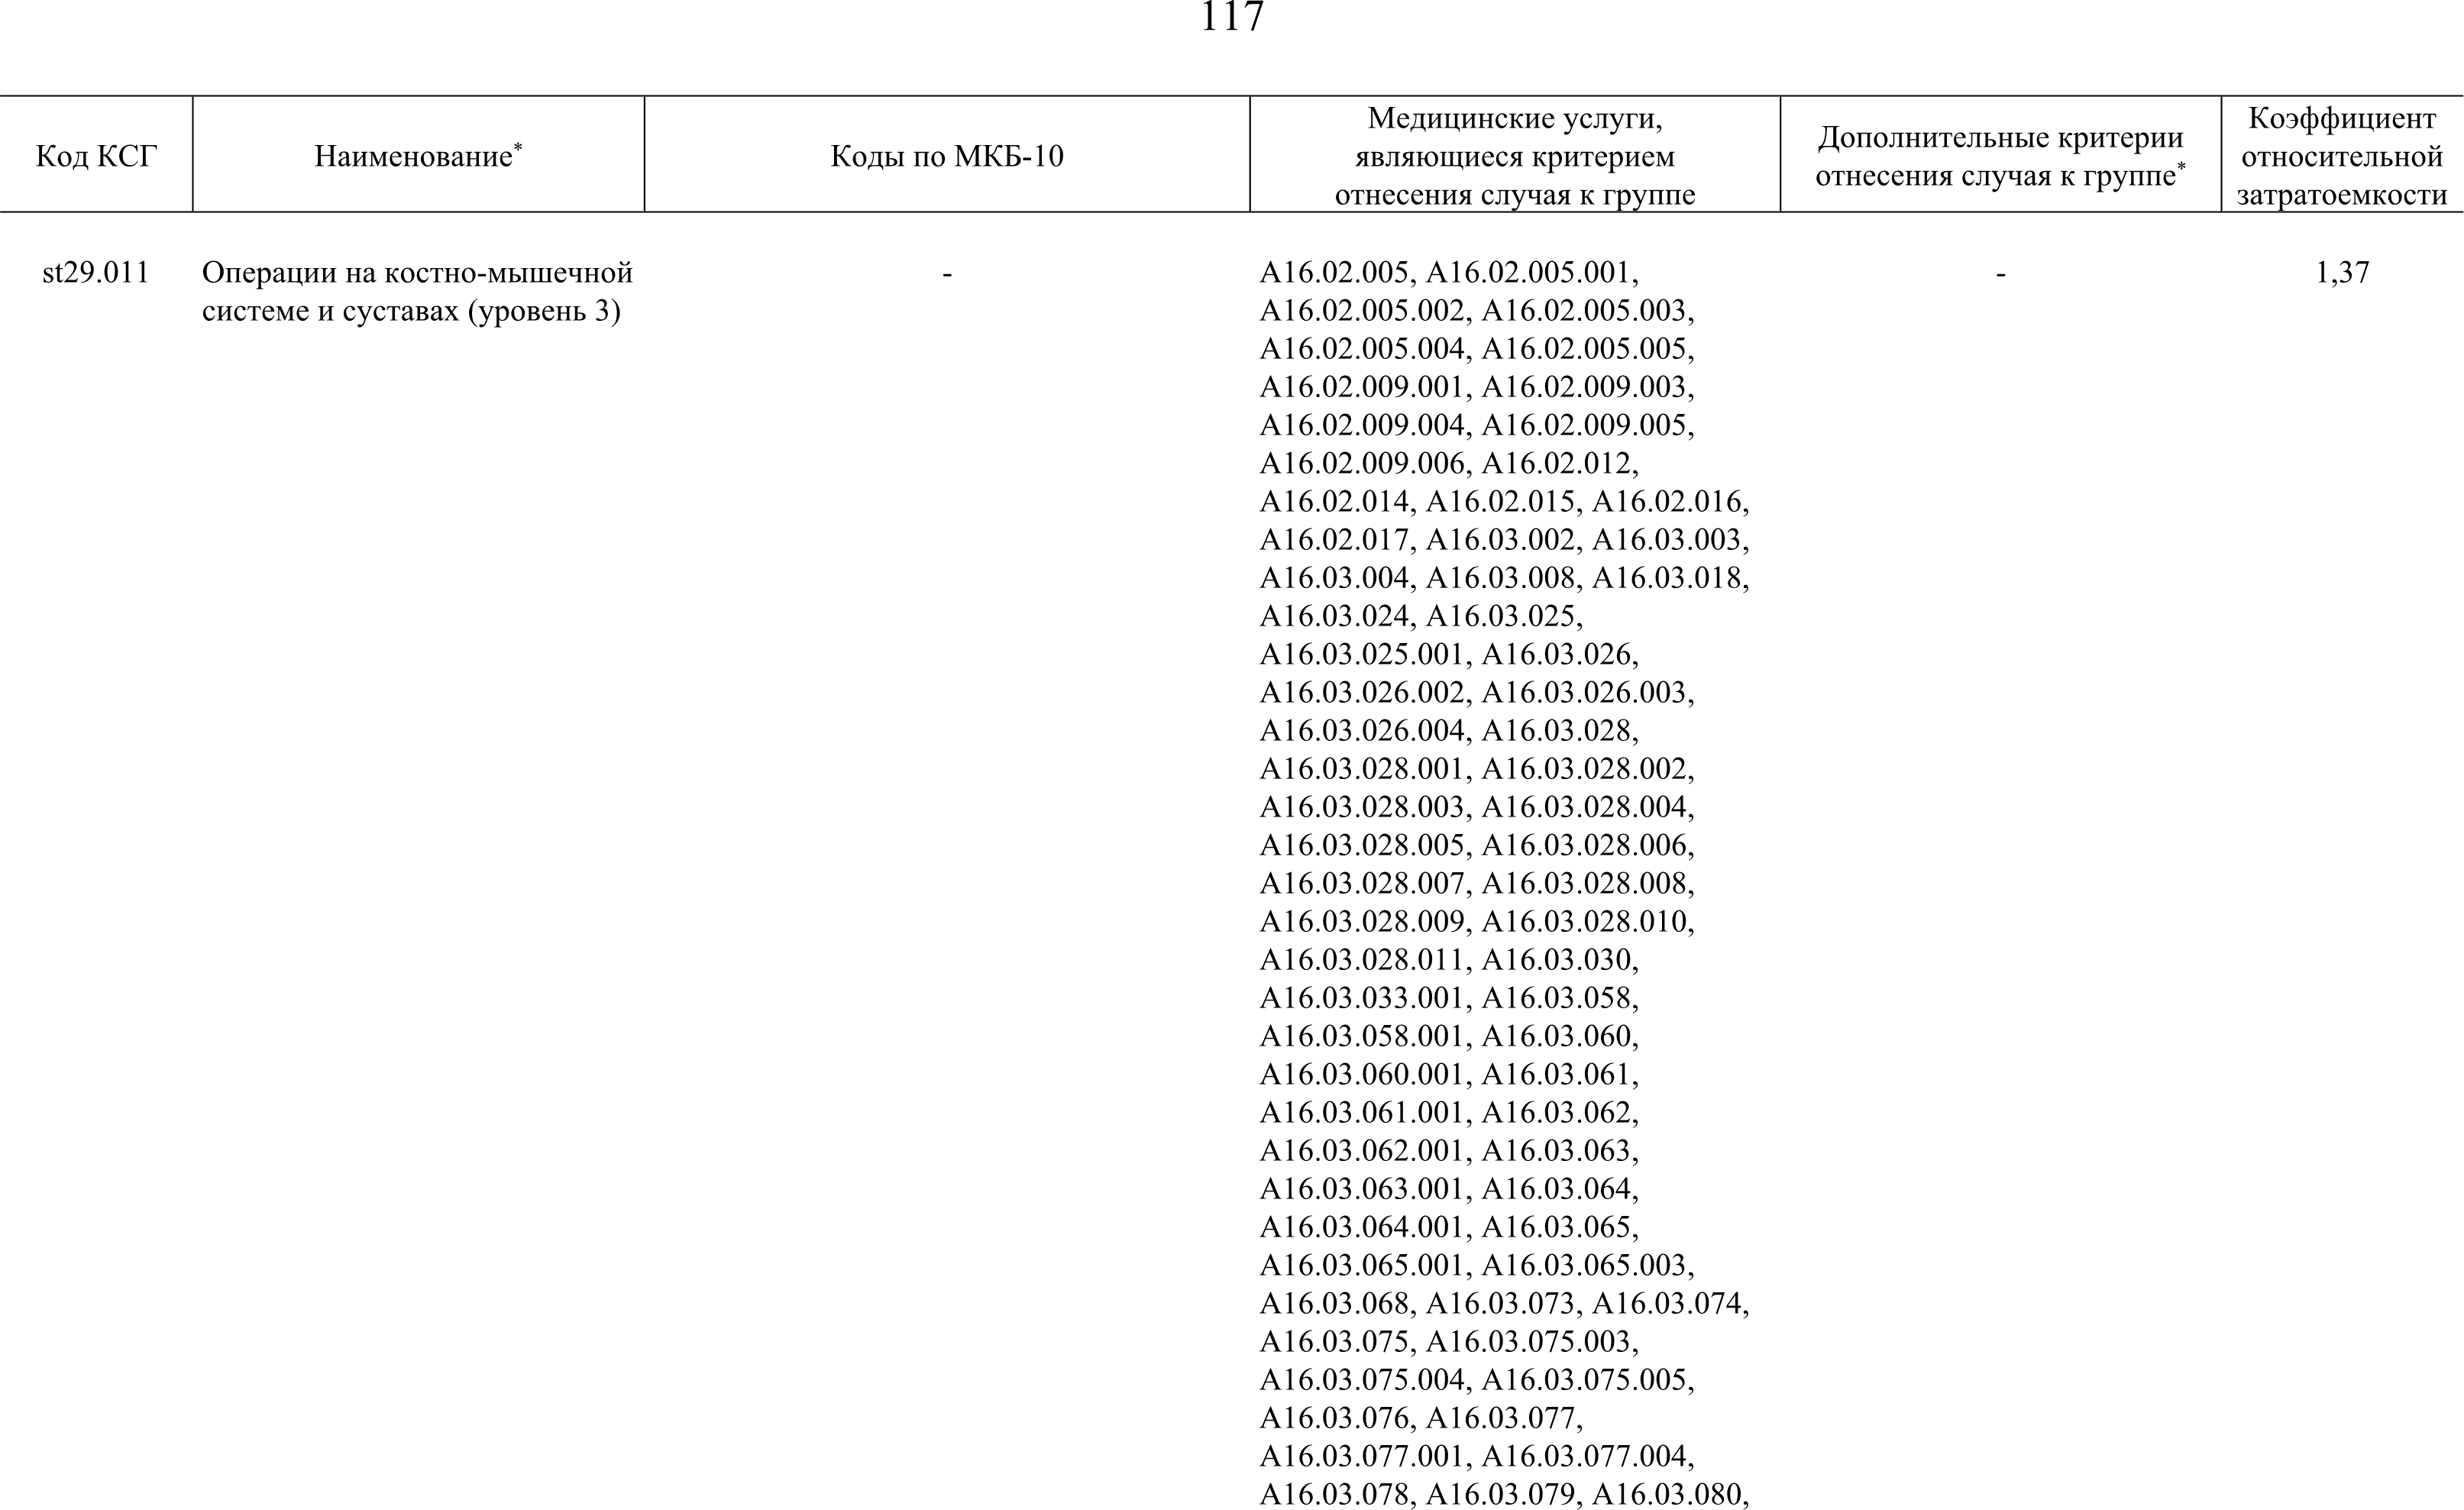 117
Код КСГ
Наименование*
Коды по МКБ-10
Медицинские услуги,
являющиеся критерием
отнесения случая к группе
Дополнительные критерии
отнесения случая к группе*
Коэффициент
относительной
затратоемкости
st29.011
Операции на костно-мышечной
системе и суставах (уровень 3)
-
A16.02.005, A16.02.005.001,
A16.02.005.002, A16.02.005.003,
A16.02.005.004, A16.02.005.005,
A16.02.009.001, A16.02.009.003,
A16.02.009.004, A16.02.009.005,
A16.02.009.006, A16.02.012,
A16.02.014, A16.02.015, A16.02.016,
A16.02.017, A16.03.002, A16.03.003,
A16.03.004, A16.03.008, A16.03.018,
A16.03.024, A16.03.025,
A16.03.025.001, A16.03.026,
A16.03.026.002, A16.03.026.003,
A16.03.026.004, A16.03.028,
A16.03.028.001, A16.03.028.002,
A16.03.028.003, A16.03.028.004,
A16.03.028.005, A16.03.028.006,
A16.03.028.007, A16.03.028.008,
A16.03.028.009, A16.03.028.010,
A16.03.028.011, A16.03.030,
A16.03.033.001, A16.03.058,
A16.03.058.001, A16.03.060,
A16.03.060.001, A16.03.061,
A16.03.061.001, A16.03.062,
A16.03.062.001, A16.03.063,
A16.03.063.001, A16.03.064,
A16.03.064.001, A16.03.065,
A16.03.065.001, A16.03.065.003,
A16.03.068, A16.03.073, A16.03.074,
A16.03.075, A16.03.075.003,
A16.03.075.004, A16.03.075.005,
A16.03.076, A16.03.077,
A16.03.077.001, A16.03.077.004,
A16.03.078, A16.03.079, A16.03.080,
-
1,37